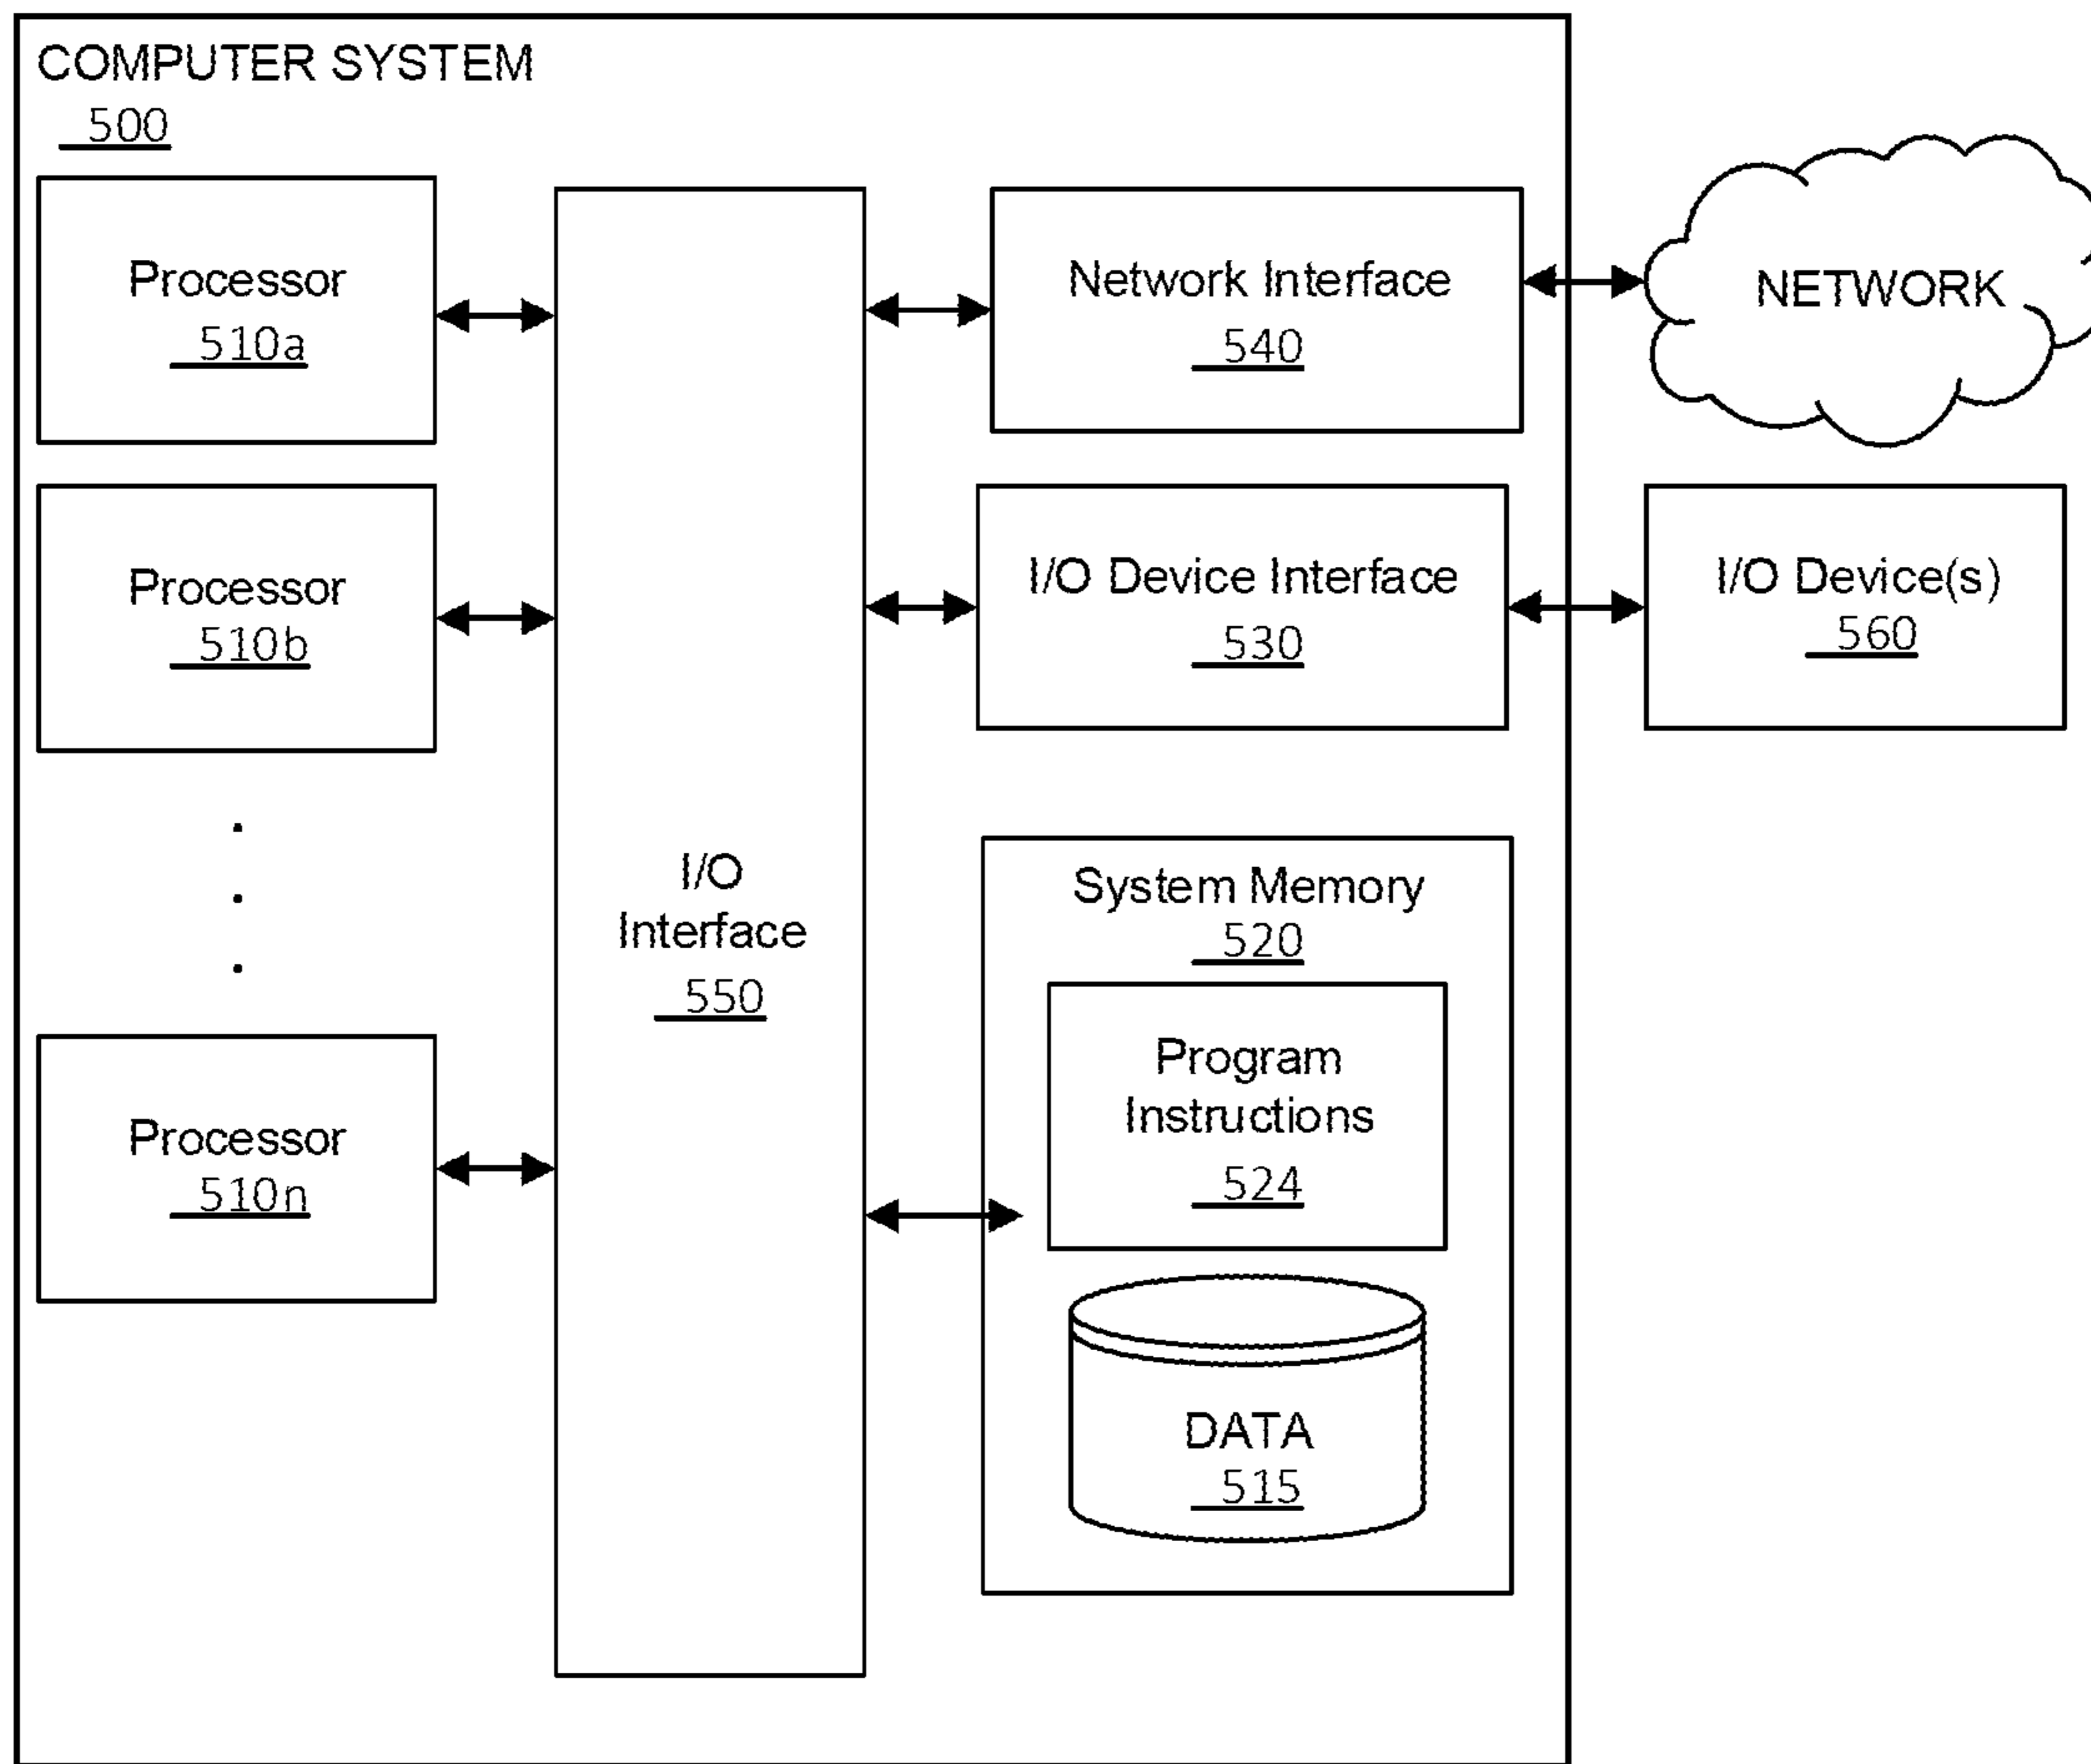 COMPUTER SYSTEM
500
Processor
510a
Processor
510b
Processor
510n
I/O
Interface
550
Network Interface
540
NETWORK
I/O Device Interface
530
I/O Device(s)
560
System Memory
520
Program
Instructions
524
DATA
515